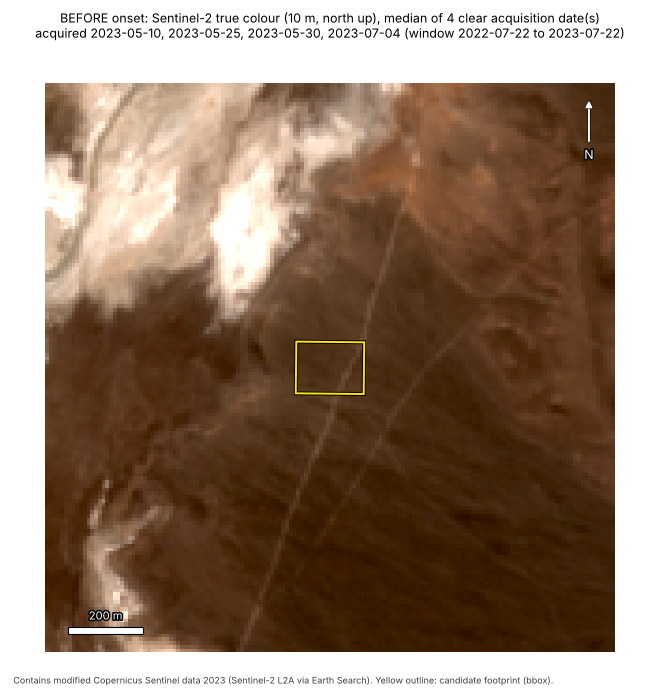 BEFORE onset: Sentinel-2 true colour (10 m, north up), median of 4 clear acquisition date(s)
acquired 2023-05-10, 2023-05-25, 2023-05-30, 2023-07-04 (window 2022-07-22 to 2023-07-22)
N
200 m
Contains modified Copernicus Sentinel data 2023 (Sentinel-2 L2A via Earth Search). Yellow outline: candidate footprint (bbox).